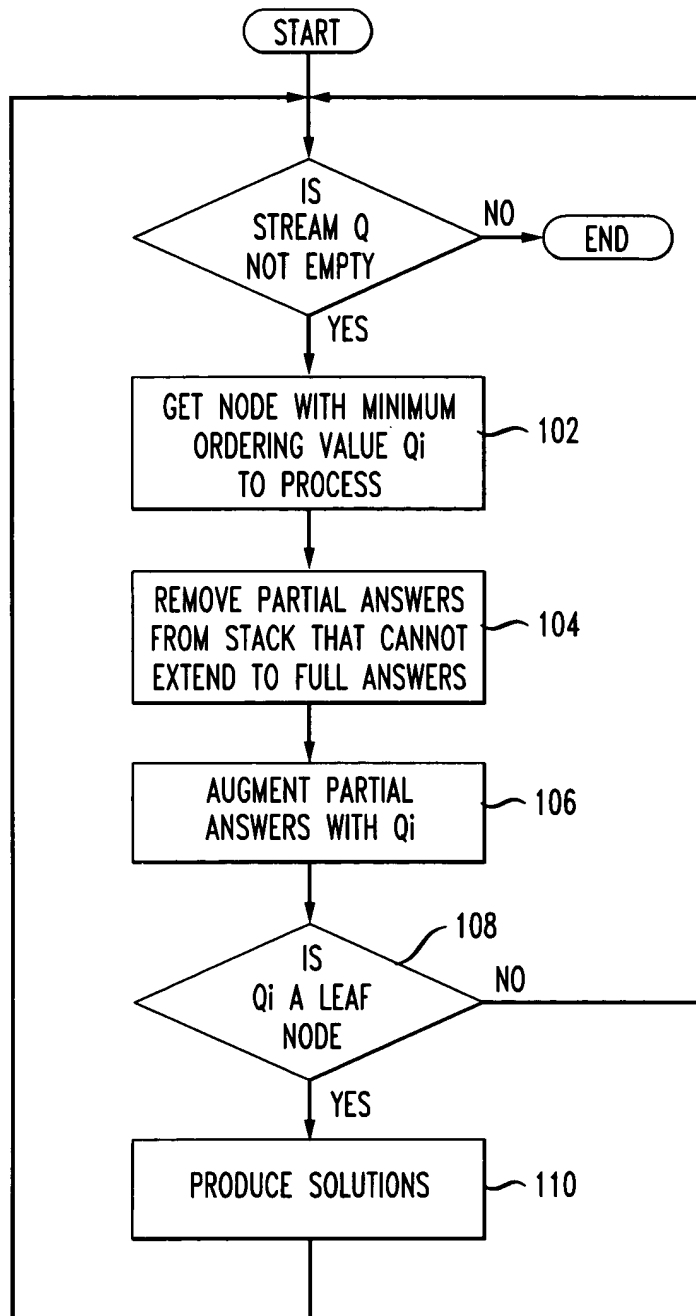 START
IS
STREAM Q
NOT EMPTY
NO
END
YES
GET NODE WITH MINIMUM
ORDERING VALUE Qi
TO PROCESS
102
REMOVE PARTIAL ANSWERS
FROM STACK THAT CANNOT
EXTEND TO FULL ANSWERS
104
AUGMENT PARTIAL
ANSWERS WITH Qi
106
108
IS
Qi A LEAF
NODE
NO
YES
PRODUCE SOLUTIONS
110